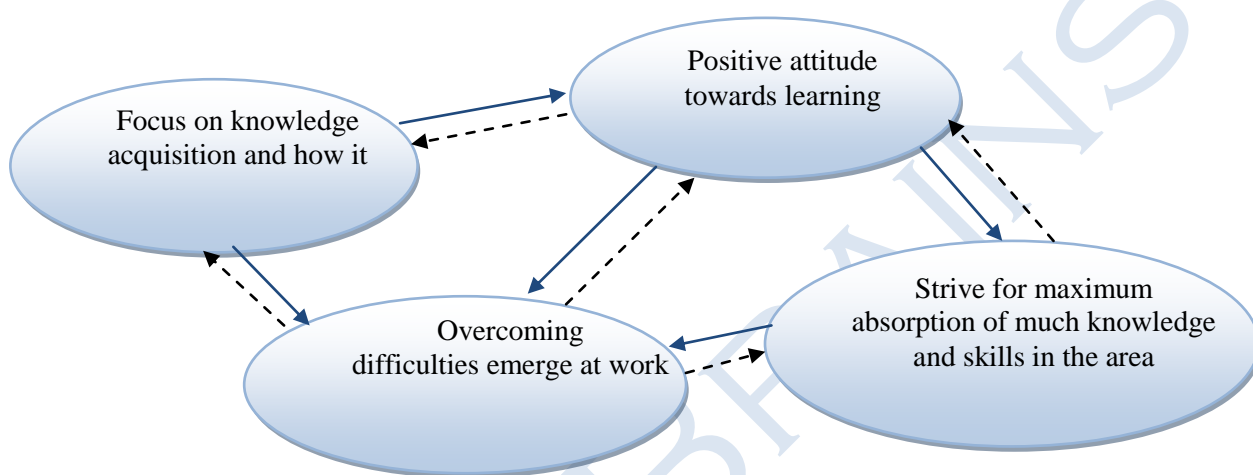 Positive attitude
towards learning
Focus on knowledge
acquisition and how it
Strive for maximum
absorption of much knowledge
and skills in the area
Overcoming
difficulties emerge at work
BRAINS